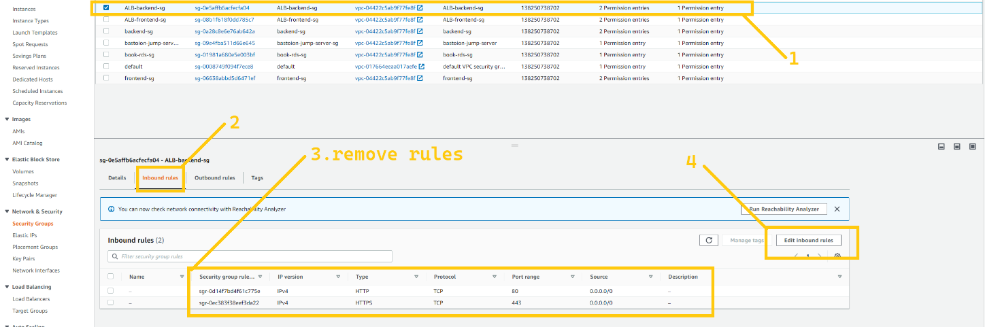 Instances
Instance Types
Launch Templates
Spot Requests
Savings Plans
Reserved Instances
Dedicated Hosts
Scheduled Instances
Capacity Reservations
Images
AMIs
AMI Catalog
Elastic Block Store
Volumes
Snapshots
Lifecycle Manager
Network & Security
Security Groups
Elastic IPs
Placement Groups
Key Pairs
Network Interfaces
Load Balancing
Load Balancers
Target Groups
Auto Scaling
ALB-backend-sg sg-0e5affb6acfecfa04 ALB-backend-sg vpc-04422c5ab9f77fe8f ALB-backend-sg 138250738702 2 Permission entries 1 Permission entry
ALB-frontend-sg sg-08b1f618f0dd785c7 ALB-frontend-sg vpc-04422c5ab9f77fe8f ALB-frontend-sg 138250738702 2 Permission entries 1 Permission entry
backend-sg sg-0a28c8e6e76ab642a backend-sg vpc-04422c5ab9f77fe8f backend-sg 138250738702 2 Permission entries 1 Permission entry
bastoion-jump-serv... sg-09e4fba511d66e645 bastoion-jump-server-sg vpc-04422c5ab9f77fe8f bastoion-jump-server 138250738702 1 Permission entry 1 Permission entry
book-rds-sg sg-01981a680e5e003bf book-rds-sg vpc-04422c5ab9f77fe8f book-rds-sg 138250738702 1 Permission entry 1 Permission entry
default sg-0008749f094f7ece8 default vpc-017664eeaa017aefe default VPC security gr... 138250738702 1 Permission entry 1 Permission entry
frontend-sg sg-06638abbd5d6471ef frontend-sg vpc-04422c5ab9f77fe8f frontend-sg 138250738702 2 Permission entries 1 Permission entry
1
2
3.remove rules
4
sg-0e5affb6acfecfa04 - ALB-backend-sg
Details Inbound rules Outbound rules Tags
You can now check network connectivity with Reachability Analyzer Run Reachability Analyzer
Inbound rules (2) Manage tags Edit inbound rules
Filter security group rules 1
Name Security group rule... IP version Type Protocol Port range Source Description
– sgr-0d14f7bd4f61c775e IPv4 HTTP TCP 80 0.0.0.0/0 –
– sgr-0ec383f38eef3da22 IPv4 HTTPS TCP 443 0.0.0.0/0 –